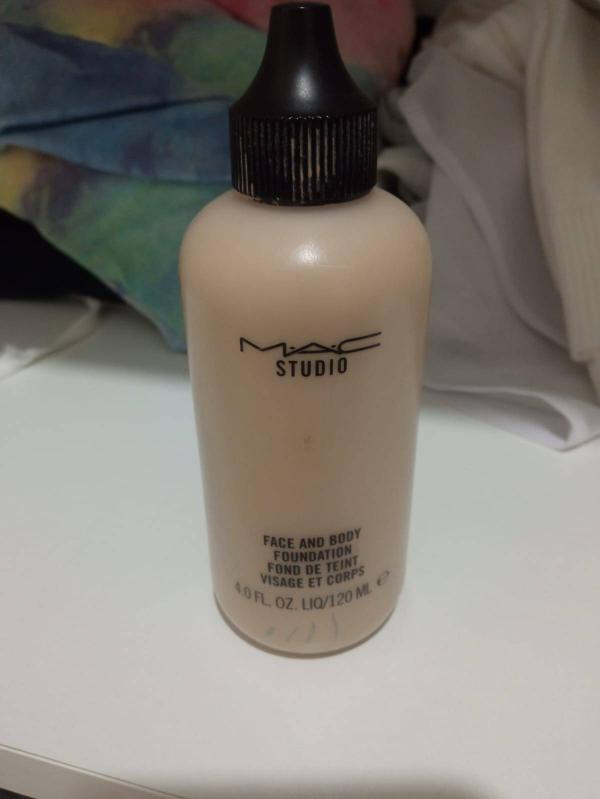 M·A·C
STUDIO
FACE AND BODY
FOUNDATION
FOND DE TEINT
VISAGE ET CORPS
4.0 FL. OZ. LIQ/120 ML ℮